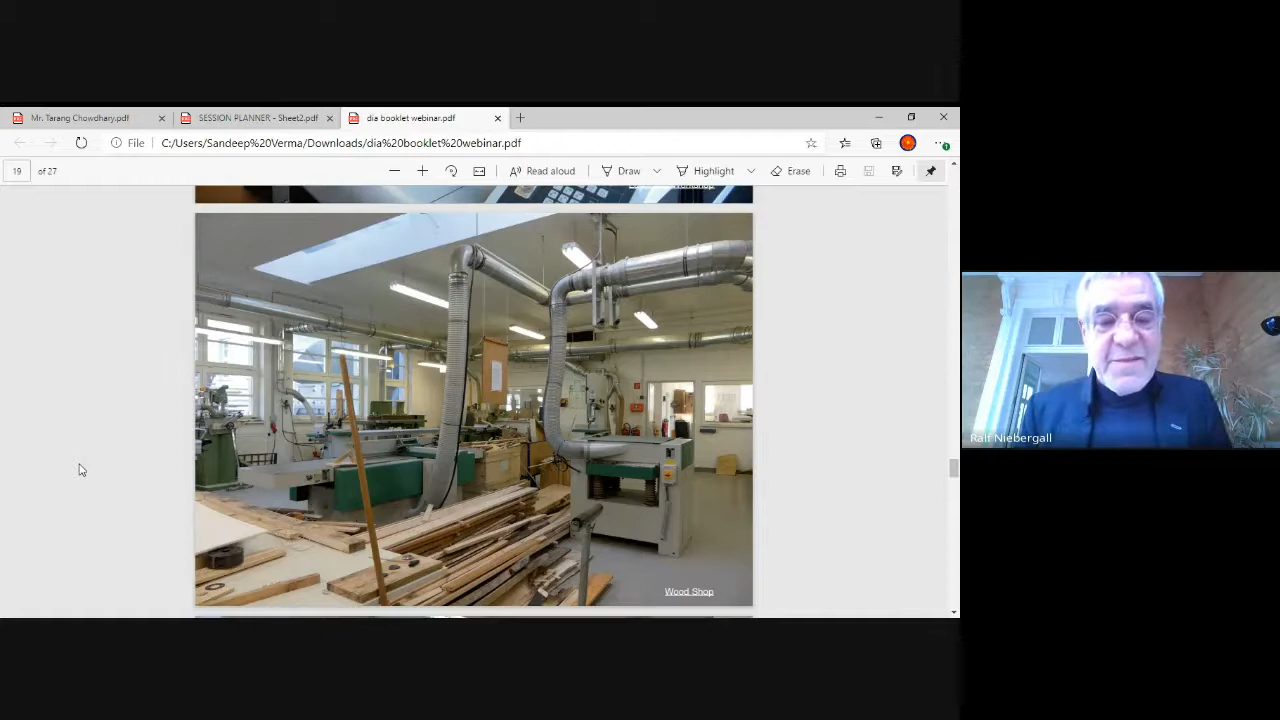 Mr. Tarang Chowdhary.pdf
SESSION PLANNER - Sheet2.pdf
dia booklet webinar.pdf
File
C:/Users/Sandeep%20Verma/Downloads/dia%20booklet%20webinar.pdf
19 of 27
Read aloud
Draw
Highlight
Erase
Wood Shop
Ralf Niebergall